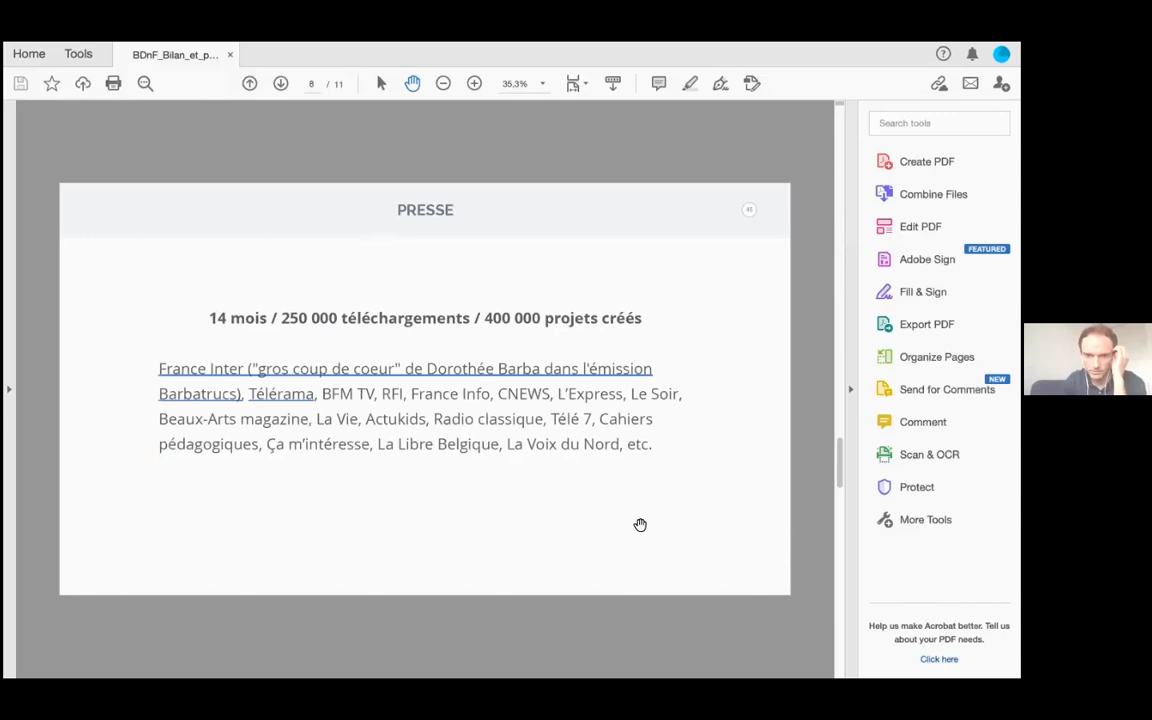 Home Tools BDnF_Bilan_et_p... ×
8 / 11 35,3%
Search tools
PRESSE 45
14 mois / 250 000 téléchargements / 400 000 projets créés
France Inter ("gros coup de coeur" de Dorothée Barba dans l'émission
Barbatrucs), Télérama, BFM TV, RFI, France Info, CNEWS, L'Express, Le Soir,
Beaux-Arts magazine, La Vie, Actukids, Radio classique, Télé 7, Cahiers
pédagogiques, Ça m'intéresse, La Libre Belgique, La Voix du Nord, etc.
Create PDF
Combine Files
Edit PDF
FEATURED
Adobe Sign
Fill & Sign
Export PDF
Organize Pages
NEW
Send for Comments
Comment
Scan & OCR
Protect
More Tools
Help us make Acrobat better. Tell us
about your PDF needs.
Click here